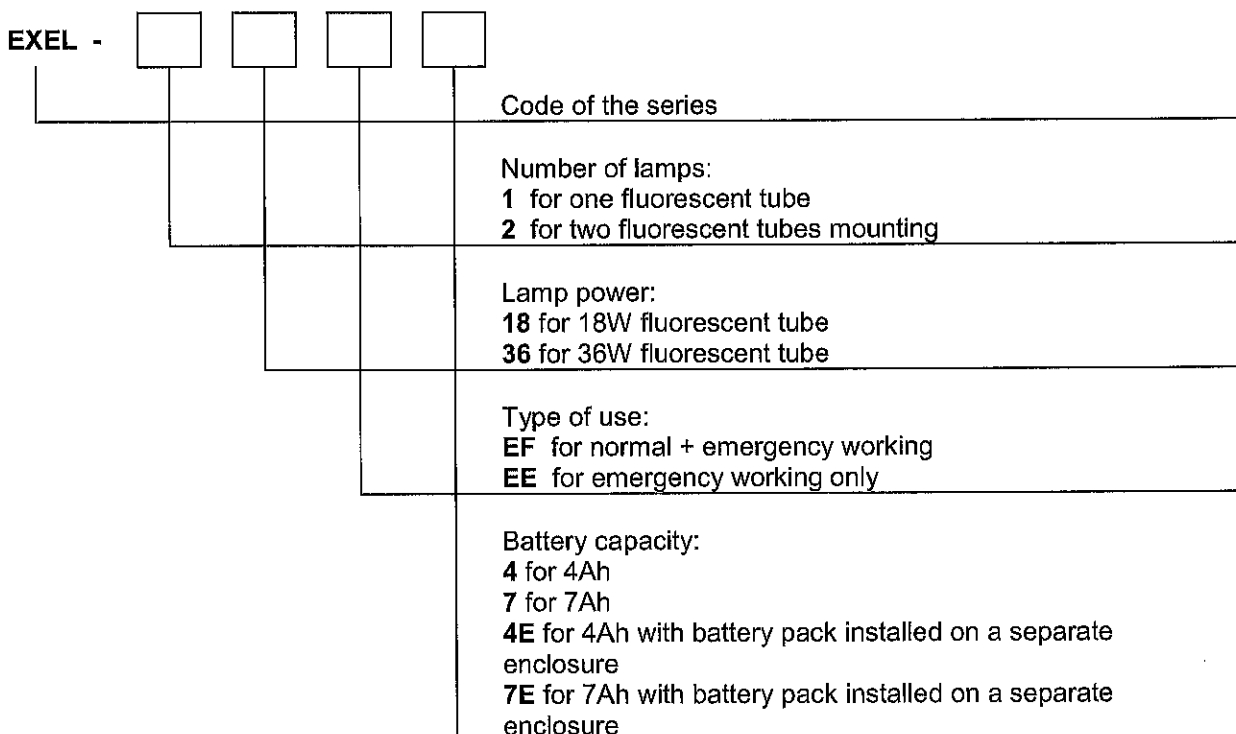 EXEL -
Code of the series
Number of lamps:
1 for one fluorescent tube
2 for two fluorescent tubes mounting
Lamp power:
18 for 18W fluorescent tube
36 for 36W fluorescent tube
Type of use:
EF for normal + emergency working
EE for emergency working only
Battery capacity:
4 for 4Ah
7 for 7Ah
4E for 4Ah with battery pack installed on a separate
enclosure
7E for 7Ah with battery pack installed on a separate
enclosure